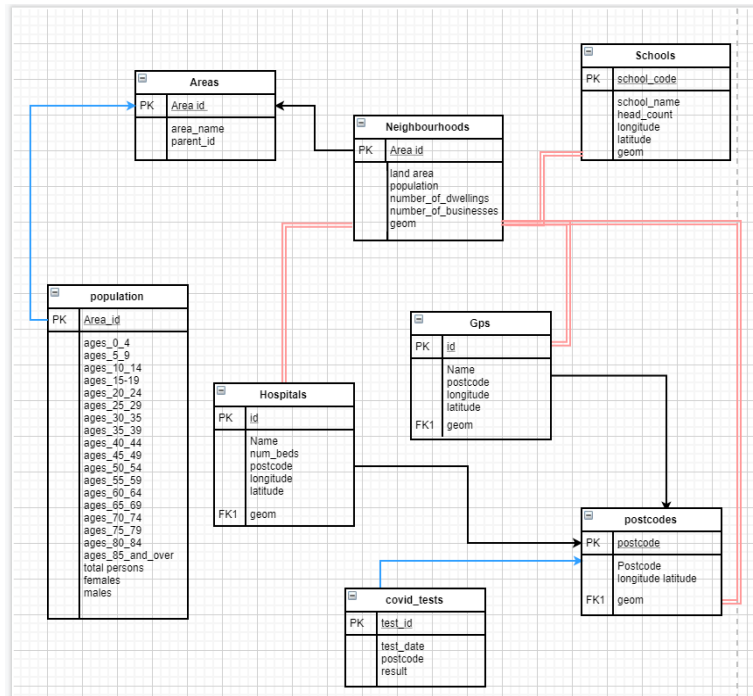 Schools
PK school_code
school_name
head_count
longitude
latitude
geom
Areas
PK Area id
area_name
parent_id
Neighbourhoods
PK Area id
land area
population
number_of_dwellings
number_of_businesses
geom
population
PK Area_id
ages_0_4
ages_5_9
ages_10_14
ages_15-19
ages_20_24
ages_25_29
ages_30_35
ages_35_39
ages_40_44
ages_45_49
ages_50_54
ages_55_59
ages_60_64
ages_65_69
ages_70_74
ages_75_79
ages_80_84
ages_85_and_over
total persons
females
males
Gps
PK id
Name
postcode
longitude
latitude
FK1 geom
Hospitals
PK id
Name
num_beds
postcode
longitude
latitude
FK1 geom
postcodes
PK postcode
Postcode
longitude latitude
FK1 geom
covid_tests
PK test_id
test_date
postcode
result